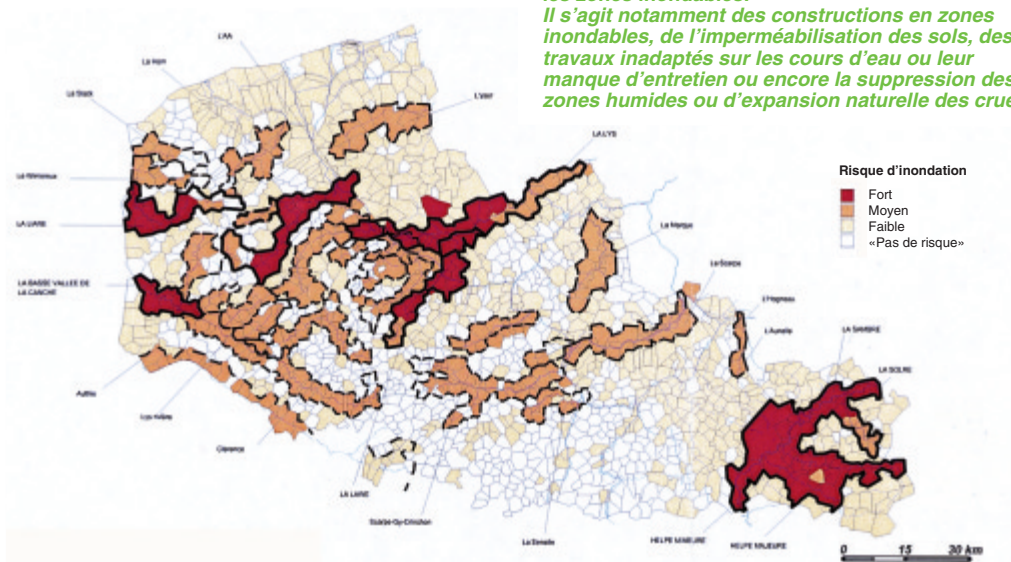 les zones inondables.
Il s'agit notamment des constructions en zones
inondables, de l'imperméabilisation des sols, des
travaux inadaptés sur les cours d'eau ou leur
manque d'entretien ou encore la suppression des
zones humides ou d'expansion naturelle des crue
L'AA
La Hem
La Slack
L'Yser
LA LYS
LA LIANE
La Marque
La Scarpe
L'Hogneau
L'Aunelle
LA BASSE VALLEE DE
LA CANCHE
LA SAMBRE
LA SOLRE
Authie
Clarence
LA LAWE
La Sensée
HELPE MINEURE
HELPE MAJEURE
Risque d'inondation
Fort
Moyen
Faible
«Pas de risque»
0 15 30 km